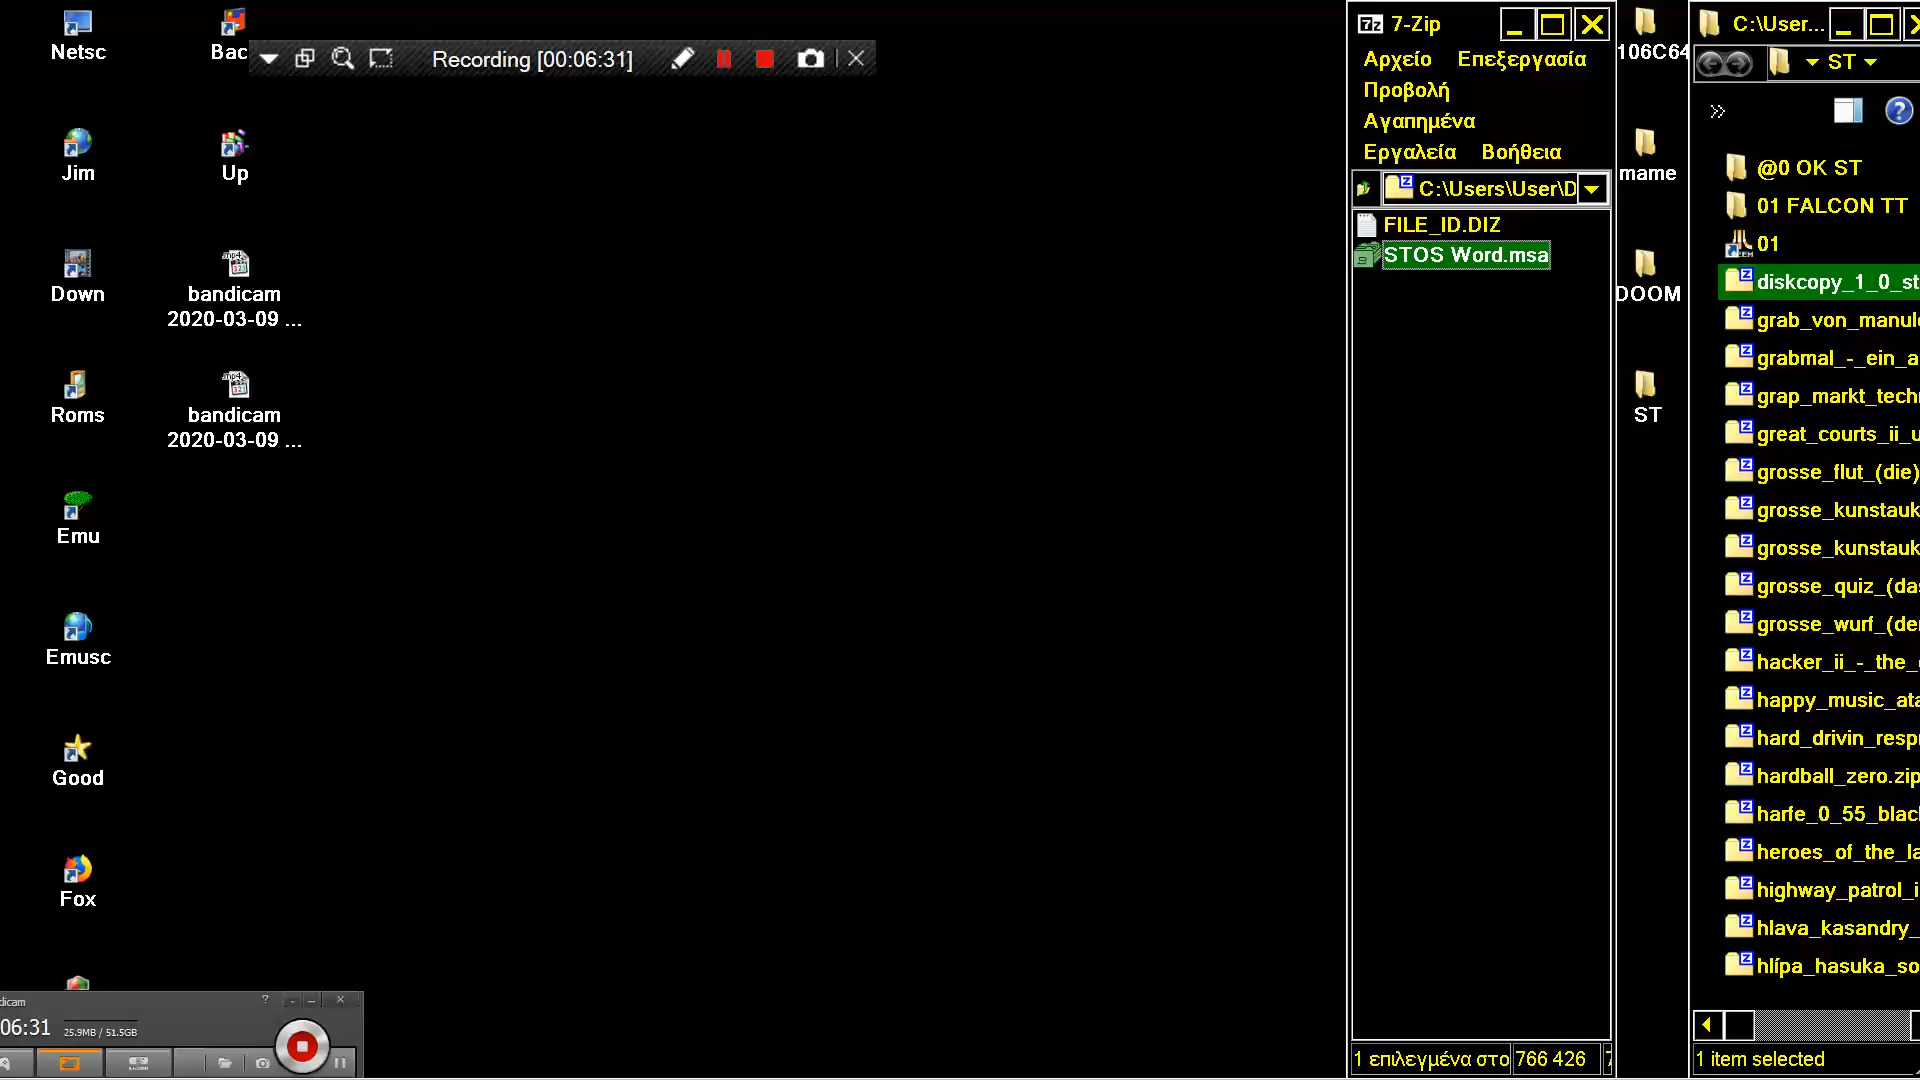 Netsc
Bac
Recording [00:06:31]
Jim
Up
Down
bandicam
2020-03-09 ...
Roms
bandicam
2020-03-09 ...
Emu
Emusc
Good
Fox
dicam
06:31
25.9MB / 51.5GB
7z 7-Zip
Αρχείο Επεξεργασία
Προβολή
Αγαπημένα
Εργαλεία Βοήθεια
C:\Users\User\D
FILE_ID.DIZ
STOS Word.msa
1 επιλεγμένα στο
766 426
106C64
mame
DOOM
ST
C:\User...
ST
@0 OK ST
01 FALCON TT
01
diskcopy_1_0_st
grab_von_manul
grabmal_-_ein_a
grap_markt_tech
great_courts_ii_u
grosse_flut_(die)
grosse_kunstauk
grosse_kunstauk
grosse_quiz_(da
grosse_wurf_(de
hacker_ii_-_the_
happy_music_ata
hard_drivin_resp
hardball_zero.zip
harfe_0_55_blac
heroes_of_the_la
highway_patrol_i
hlava_kasandry_
hlípa_hasuka_so
1 item selected